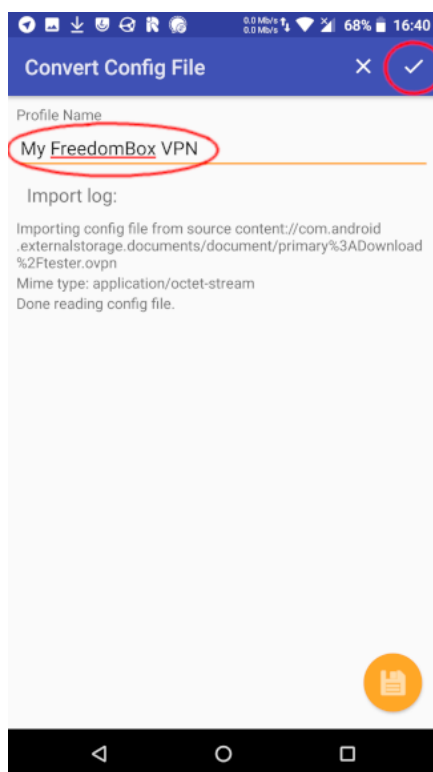 0.0 Mb/s
0.0 Mb/s
68%
16:40
Convert Config File
Profile Name
My FreedomBox VPN
Import log:
Importing config file from source content://com.android
.externalstorage.documents/document/primary%3ADownload
%2Ftester.ovpn
Mime type: application/octet-stream
Done reading config file.